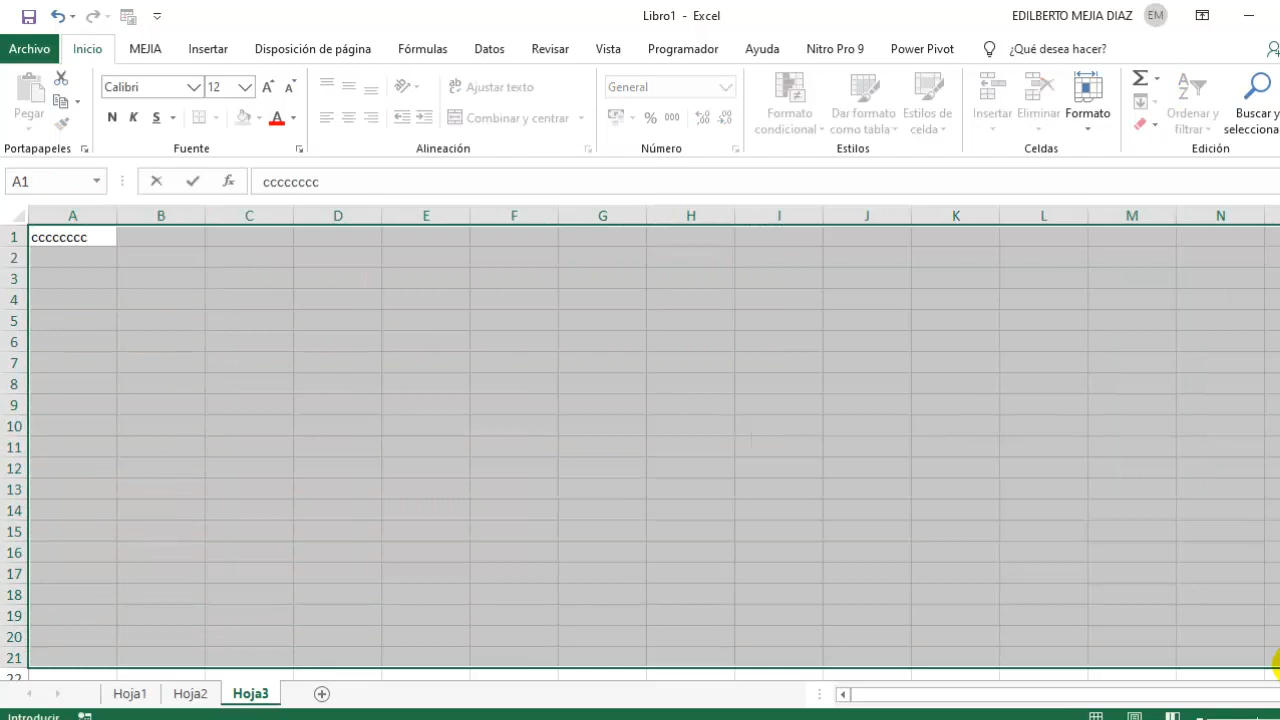 Libro1 - Excel
EDILBERTO MEJIA DIAZ EM
Archivo Inicio MEJIA Insertar Disposición de página Fórmulas Datos Revisar Vista Programador Ayuda Nitro Pro 9 Power Pivot ¿Qué desea hacer?
Pegar
Portapapeles
Calibri 12
N K S A
Fuente
Ajustar texto
Combinar y centrar
Alineación
General
% 000
Número
Formato condicional
Dar formato como tabla
Estilos de celda
Estilos
Insertar Eliminar Formato
Celdas
Ordenar y filtrar
Buscar y
Edición
A1 fx cccccccc
A B C D E F G H I J K L M N
1 cccccccc
2
3
4
5
6
7
8
9
10
11
12
13
14
15
16
17
18
19
20
21
22
Hoja1 Hoja2 Hoja3
Introducir